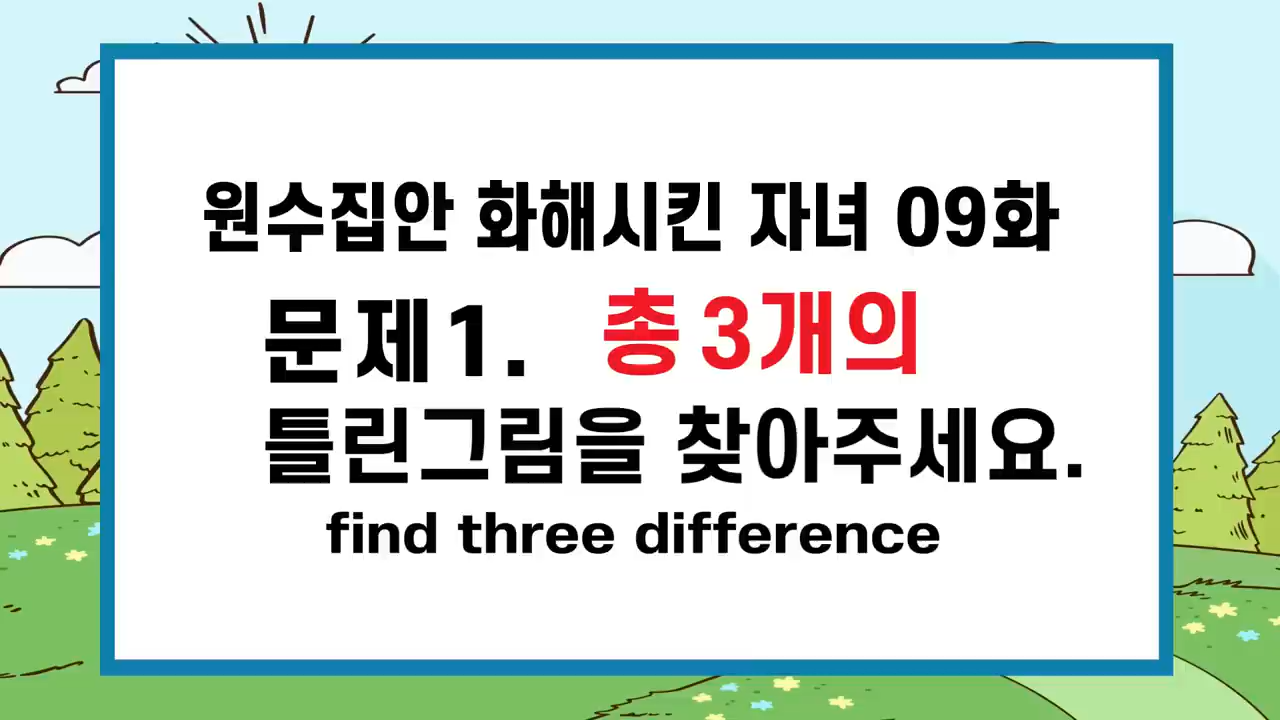 원수집안 화해시킨 자녀 09화
문제1. 총3개의
틀린그림을 찾아주세요.
find three difference